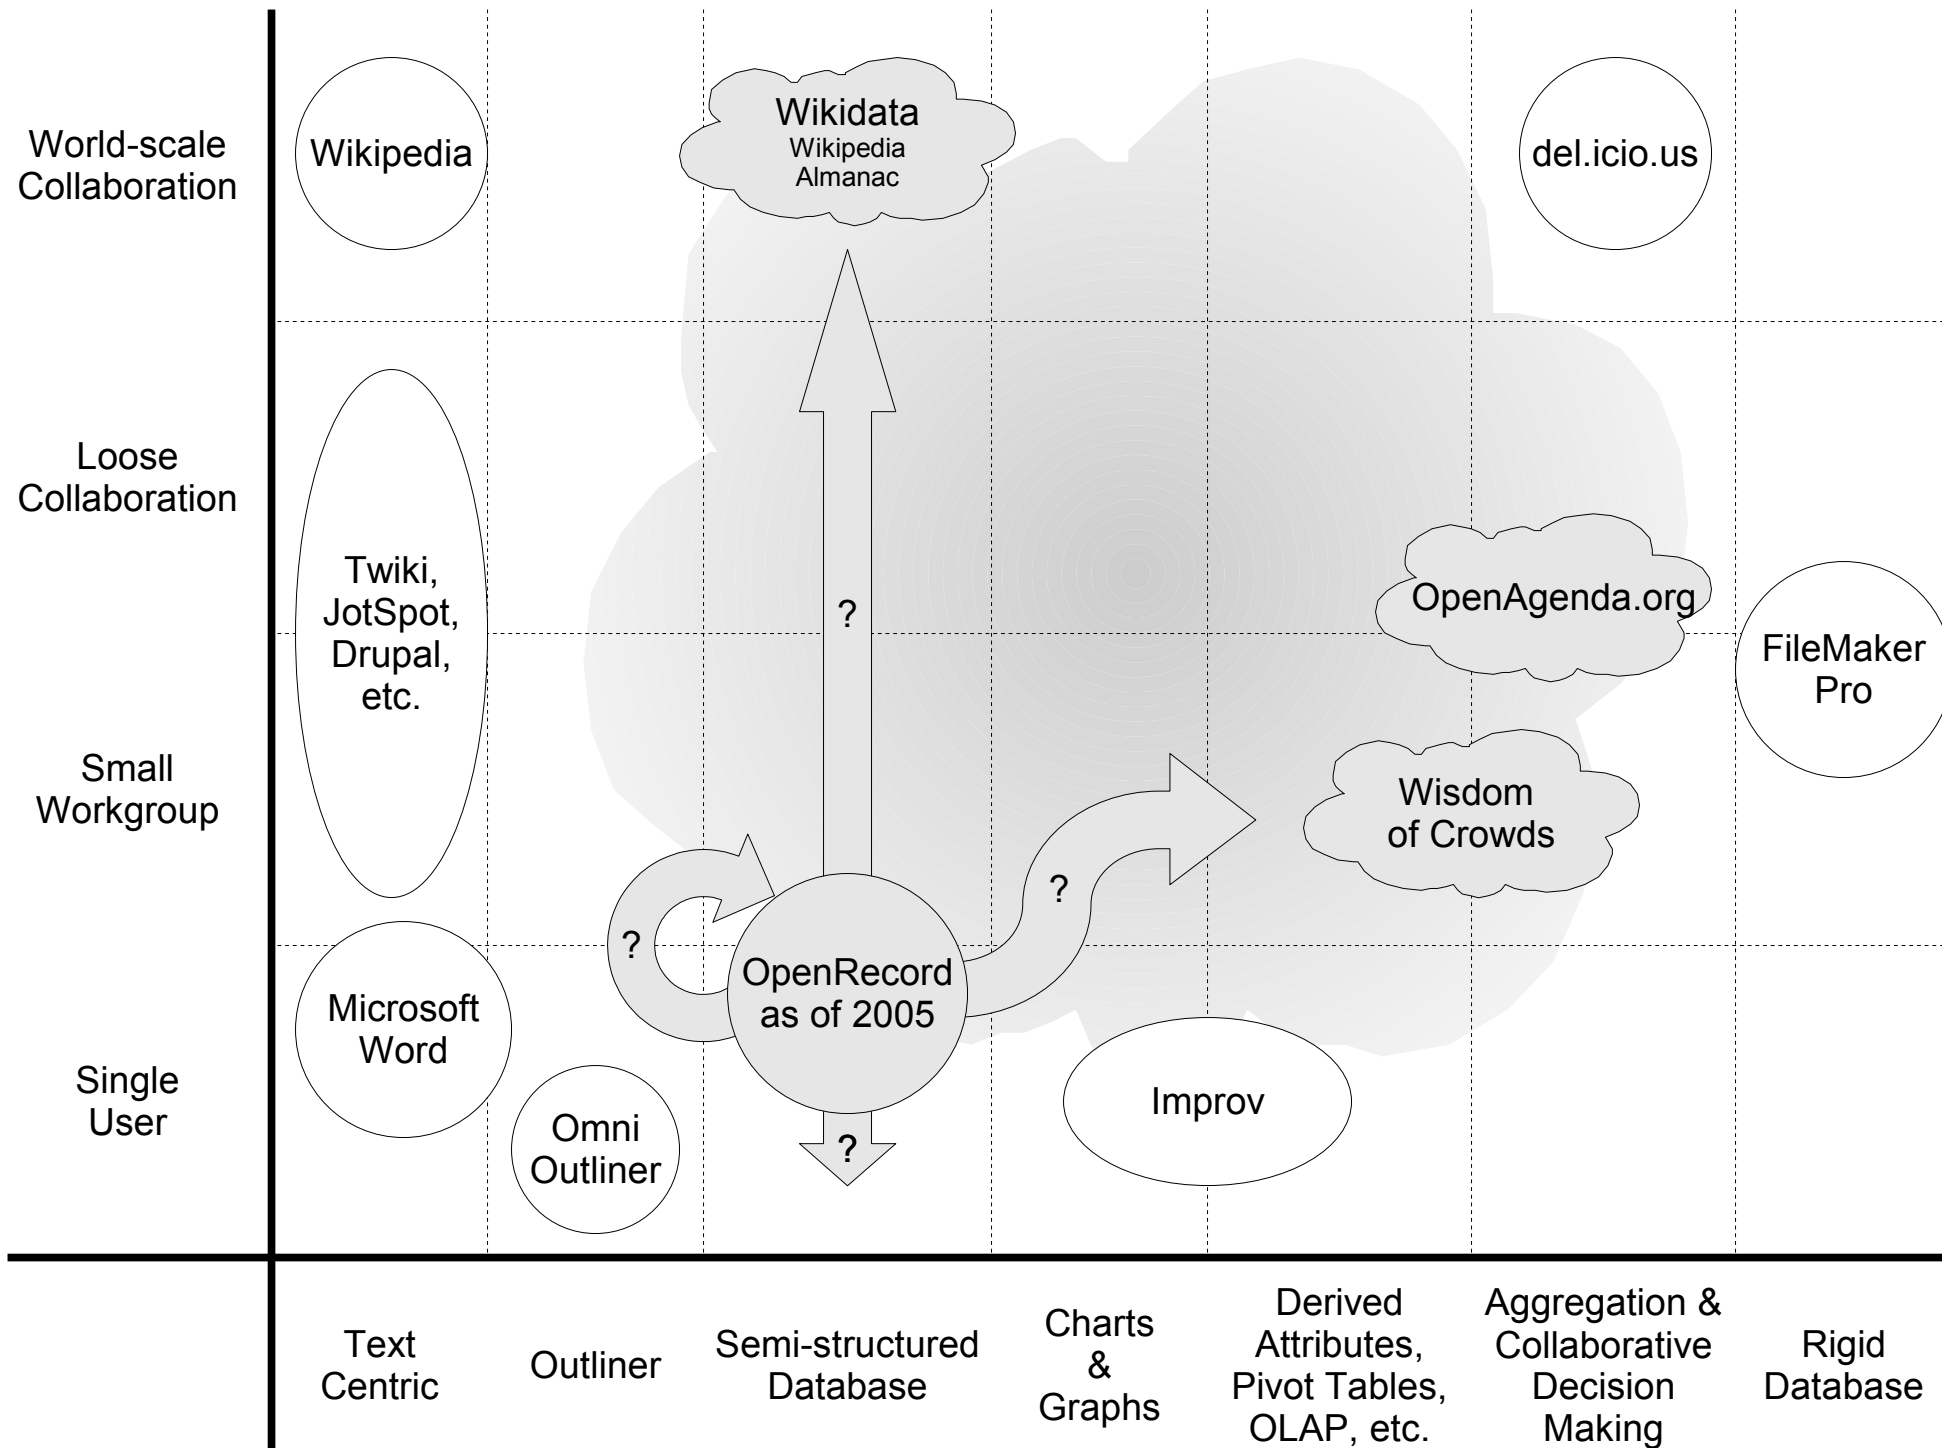 World-scale
Collaboration
Wikipedia
Wikidata
Wikipedia
Almanac
del.icio.us
Loose
Collaboration
Twiki,
JotSpot,
Drupal,
etc.
?
OpenAgenda.org
FileMaker
Pro
Small
Workgroup
Wisdom
of Crowds
?
?
OpenRecord
as of 2005
Microsoft
Word
Single
User
Omni
Outliner
?
Improv
Text
Centric
Outliner
Semi-structured
Database
Charts
&
Graphs
Derived
Attributes,
Pivot Tables,
OLAP, etc.
Aggregation &
Collaborative
Decision
Making
Rigid
Database